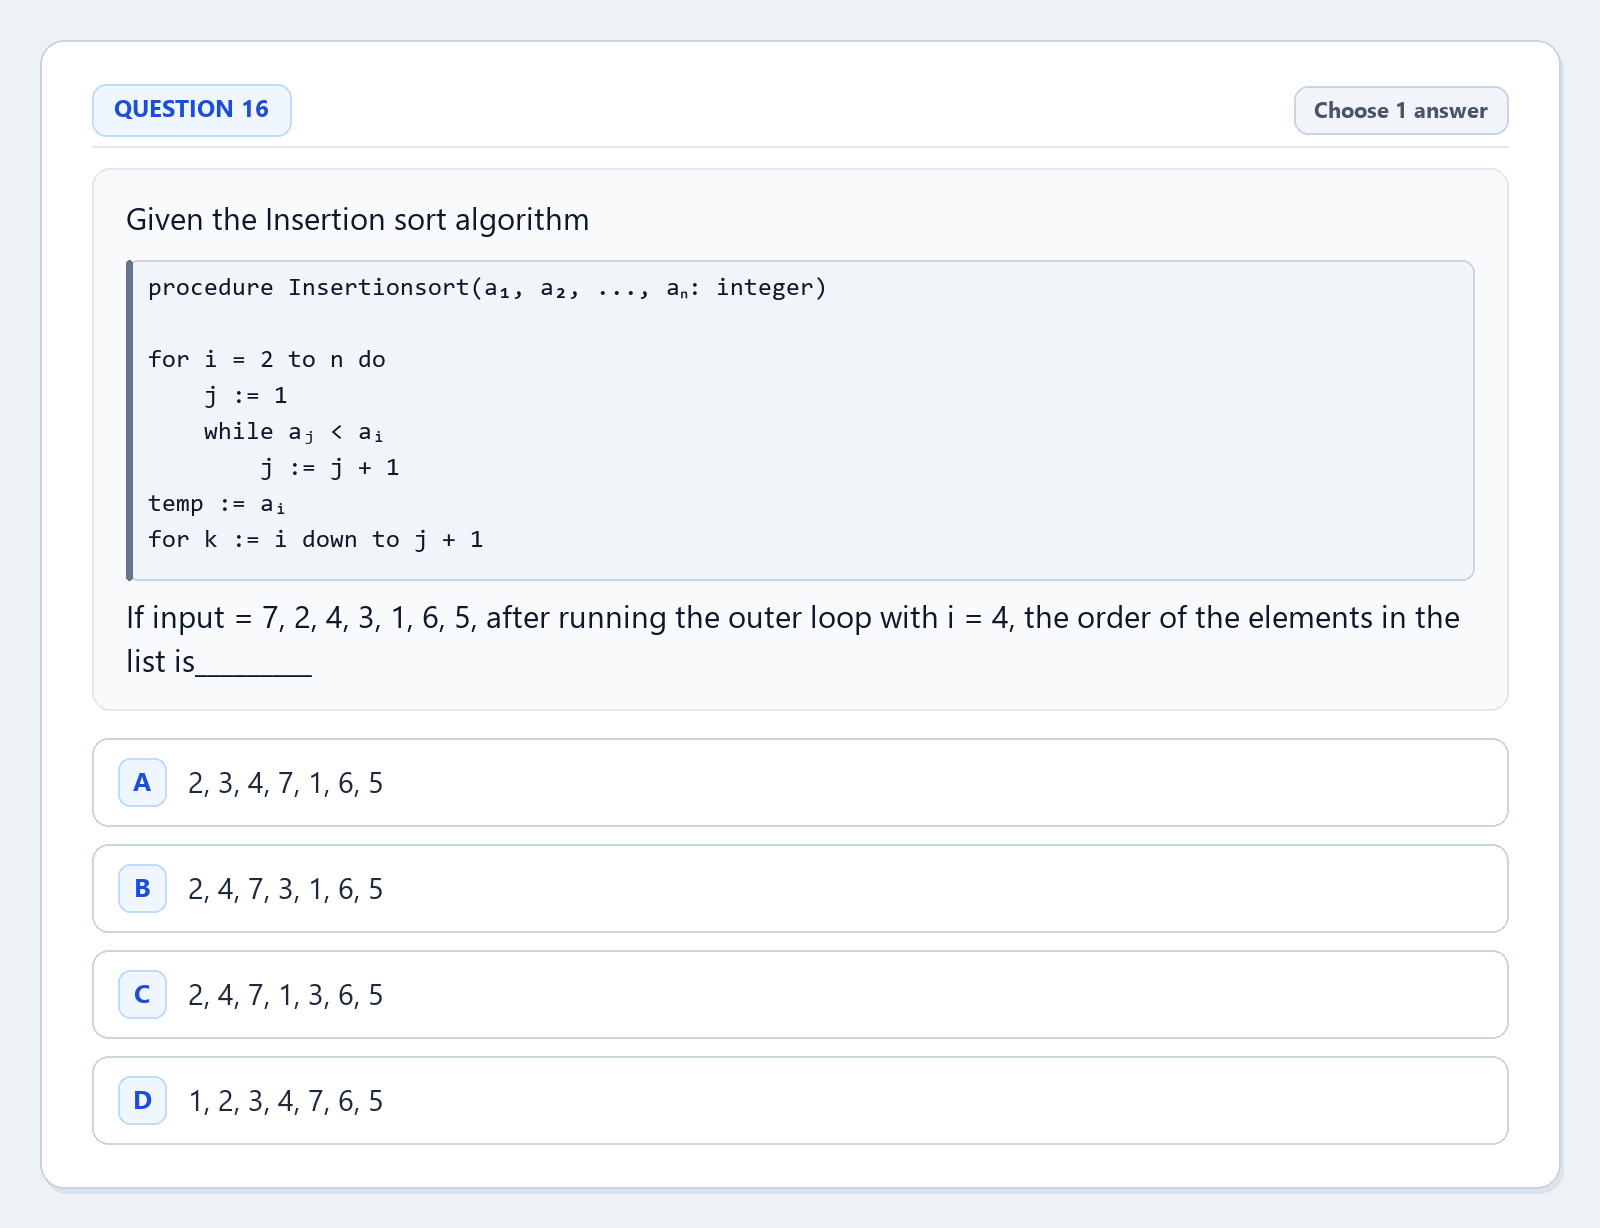 QUESTION 16
Choose 1 answer
Given the Insertion sort algorithm
procedure Insertionsort(a₁, a₂, ..., aₙ: integer)
for i = 2 to n do
    j := 1
    while aⱼ < aᵢ
        j := j + 1
temp := aᵢ
for k := i down to j + 1
If input = 7, 2, 4, 3, 1, 6, 5, after running the outer loop with i = 4, the order of the elements in the
list is_________
A 2, 3, 4, 7, 1, 6, 5
B 2, 4, 7, 3, 1, 6, 5
C 2, 4, 7, 1, 3, 6, 5
D 1, 2, 3, 4, 7, 6, 5